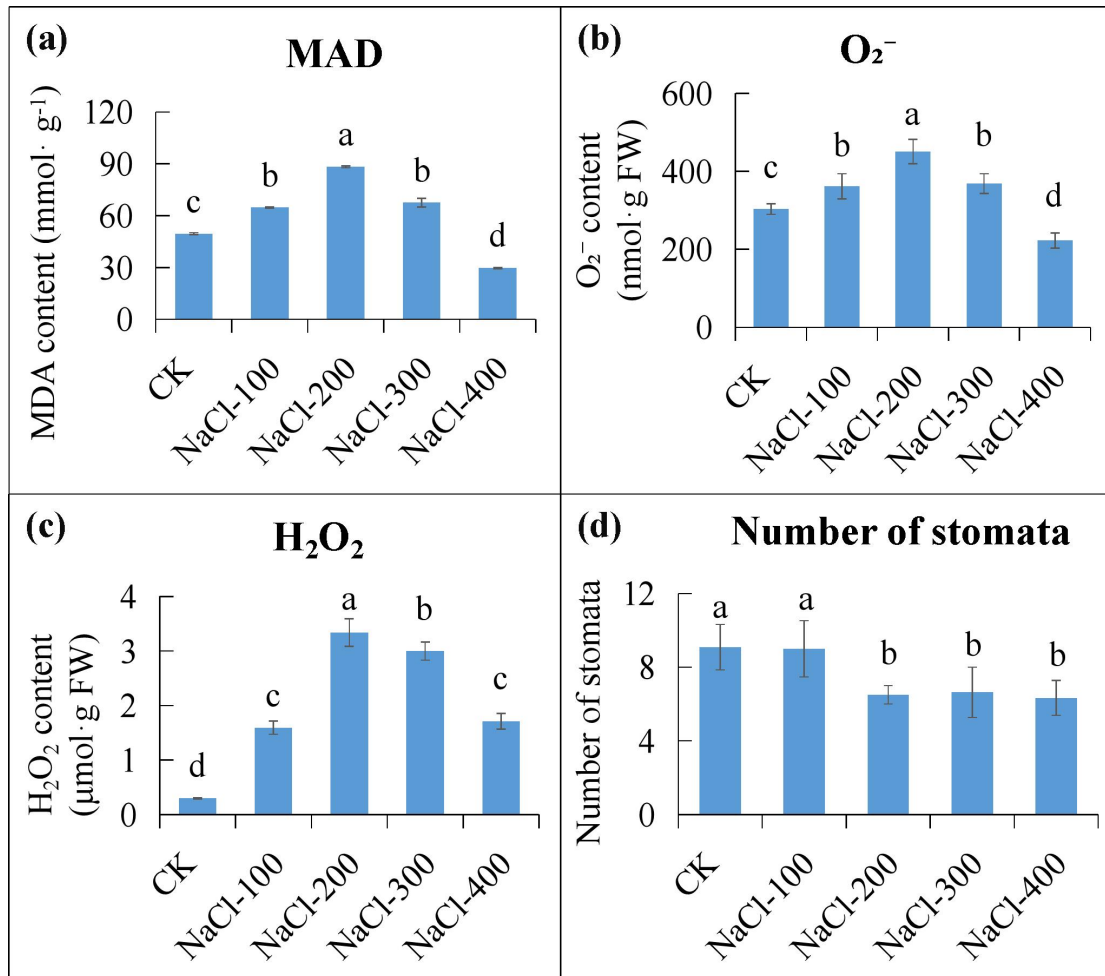 (a)
MAD
MDA content (mmol· g⁻¹)
120
90
60
30
0
c
b
a
b
d
CK
NaCl-100
NaCl-200
NaCl-300
NaCl-400
(b)
O₂⁻
O₂⁻ content
(nmol·g FW)
600
400
200
0
c
b
a
b
d
CK
NaCl-100
NaCl-200
NaCl-300
NaCl-400
(c)
H₂O₂
H₂O₂ content
(μmol·g FW)
4
3
2
1
0
d
c
a
b
c
CK
NaCl-100
NaCl-200
NaCl-300
NaCl-400
(d)
Number of stomata
Number of stomata
12
8
4
0
a
a
b
b
b
CK
NaCl-100
NaCl-200
NaCl-300
NaCl-400